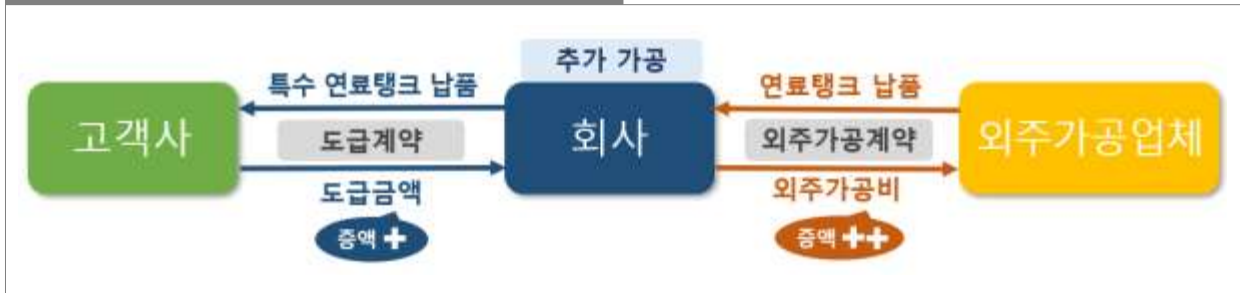 추가 가공
특수 연료탱크 납품
연료탱크 납품
고객사
도급계약
회사
외주가공계약
외주가공업체
도급금액
외주가공비
증액 +
증액 ++